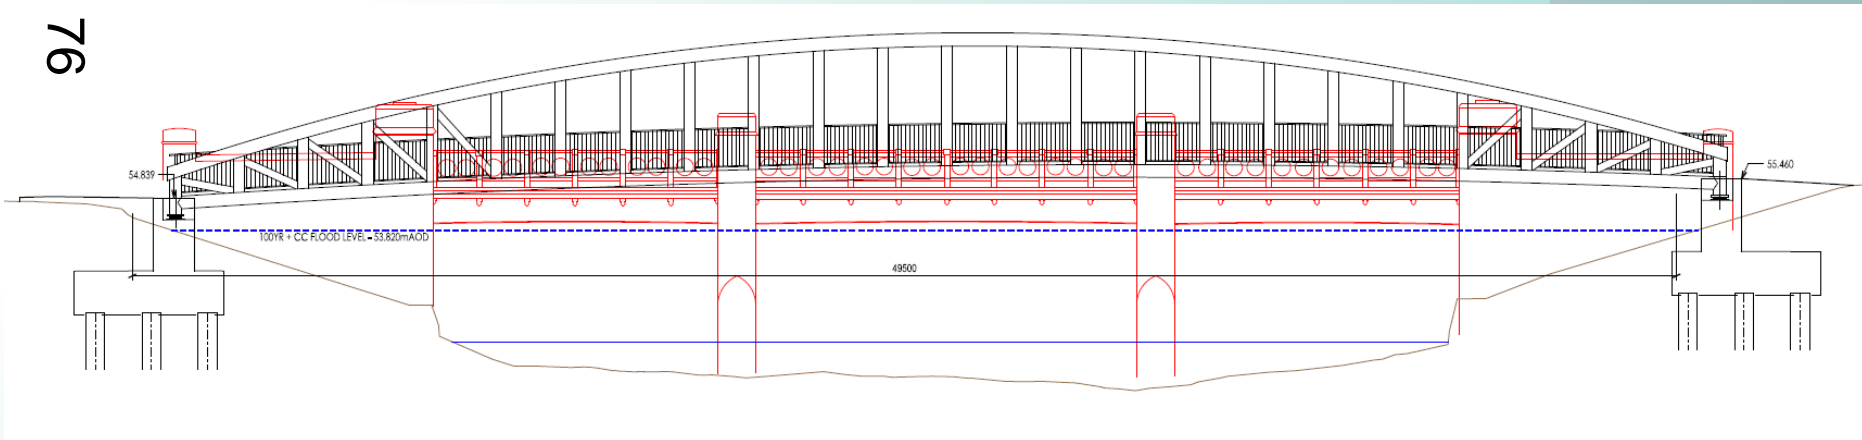 76
54.839
55.460
100YR + CC FLOOD LEVEL = 53.820mAOD
49500